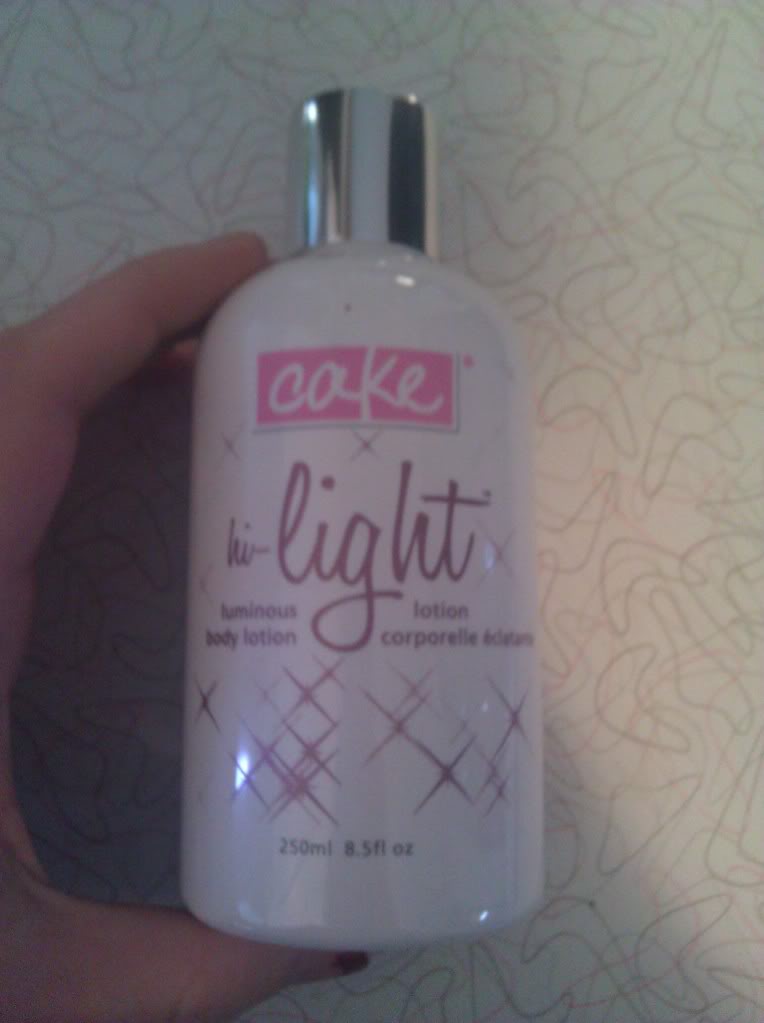 cake
hi-light
luminous lotion
body lotion corporelle éclatante
250ml 8.5fl oz